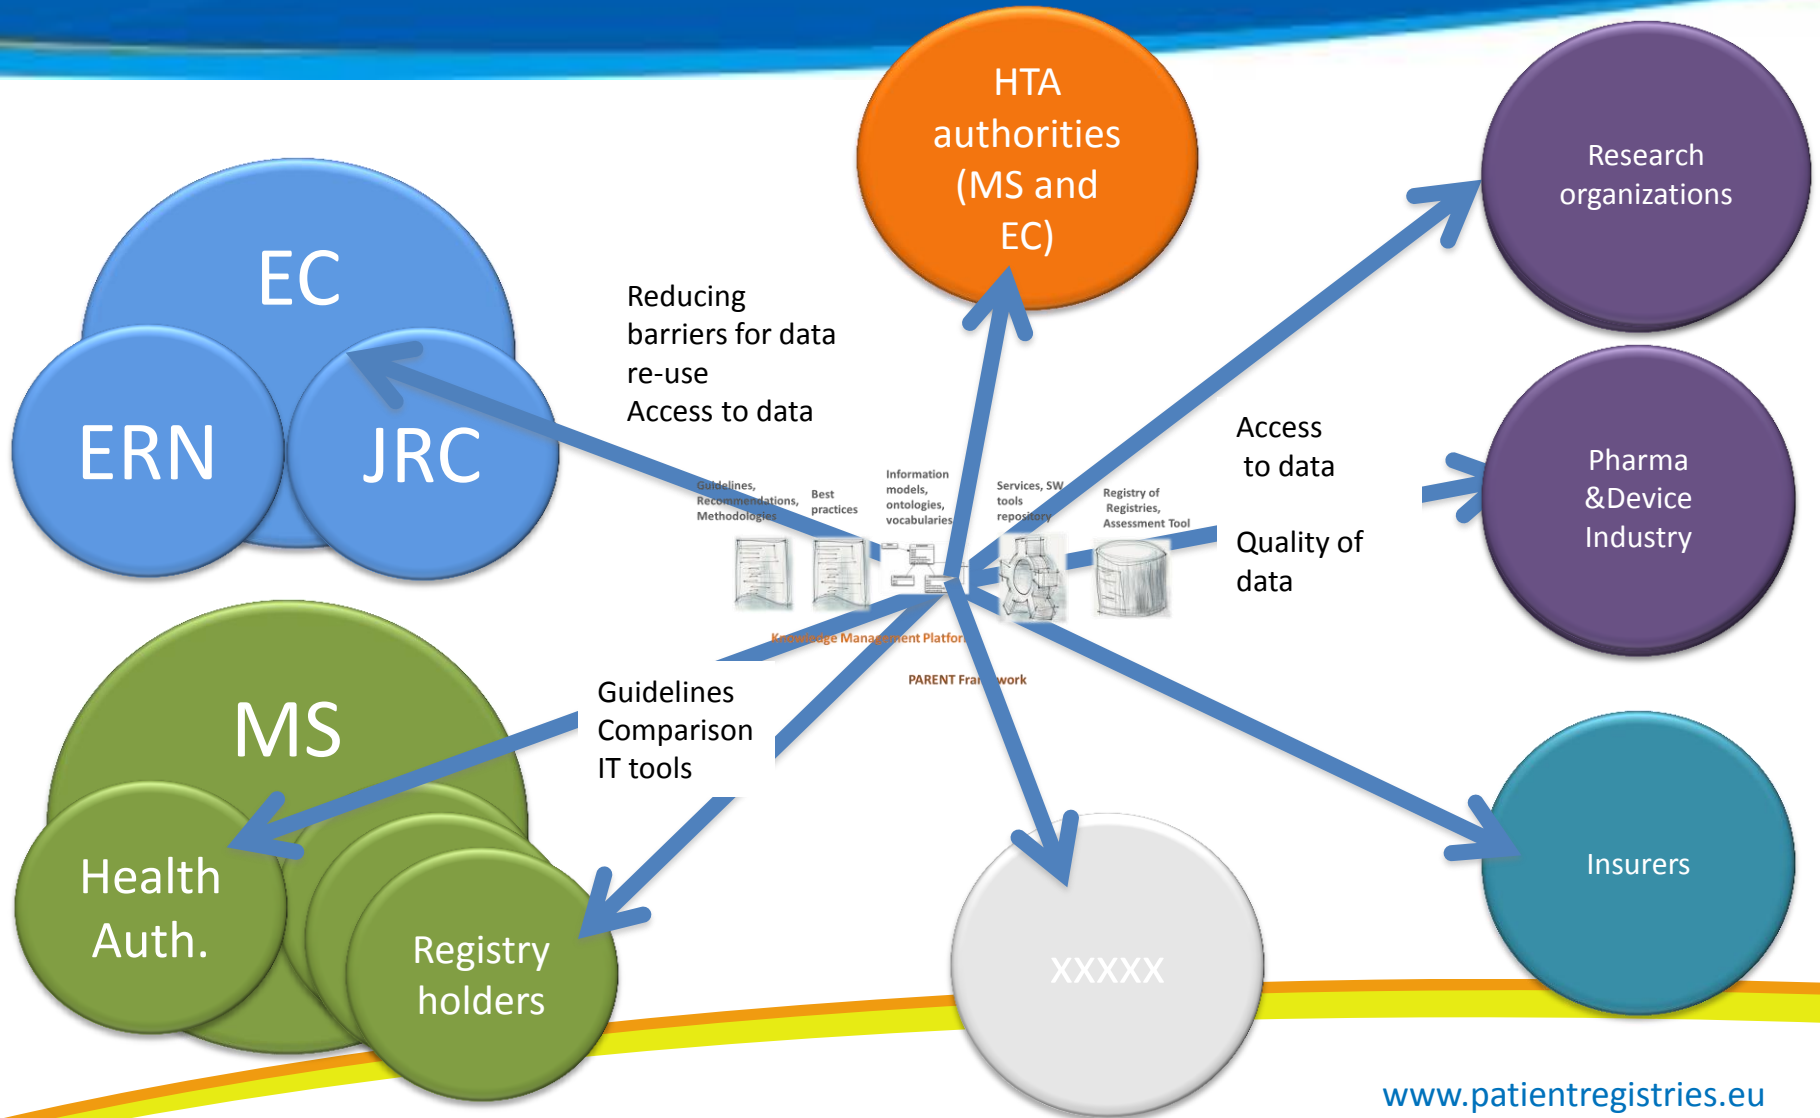 HTA
authorities
(MS and
EC)
Research
organizations
EC
ERN
JRC
Reducing
barriers for data
re-use
Access to data
Access
to data
Quality of
data
Pharma
&Device
Industry
Guidelines,
Recommendations,
Methodologies
Best
practices
Information
models,
ontologies,
vocabularies
Services, SW
tools
repository
Registry of
Registries,
Assessment Tool
Knowledge Management Platform
PARENT Framework
Guidelines
Comparison
IT tools
MS
Health
Auth.
Registry
holders
xxxxx
Insurers
www.patientregistries.eu